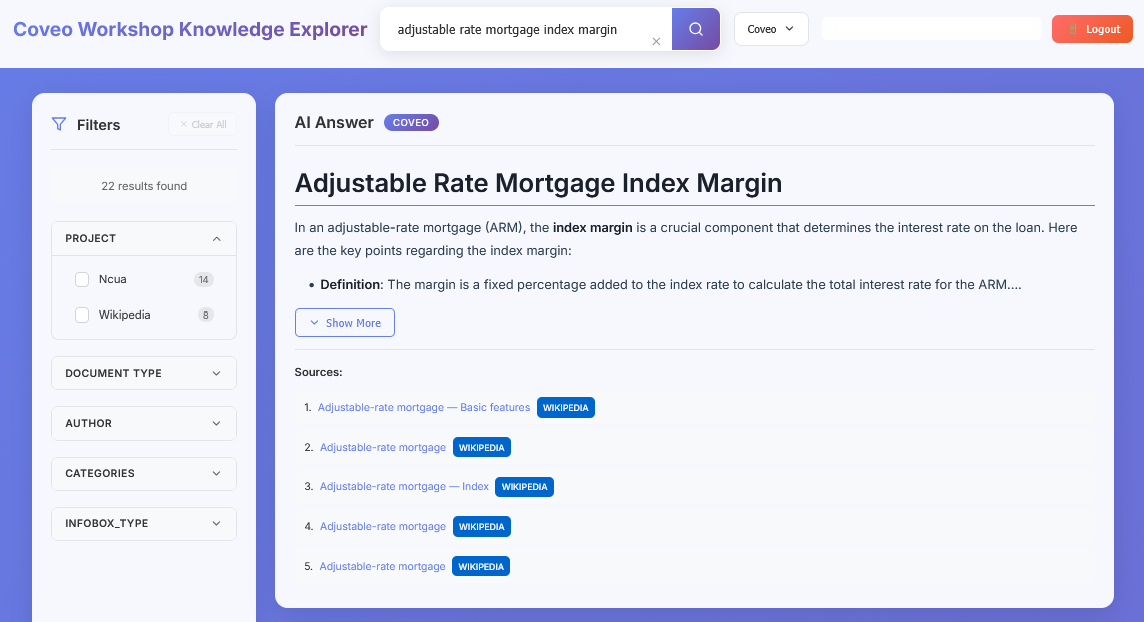 Coveo Workshop Knowledge Explorer
adjustable rate mortgage index margin
Coveo
Logout
Filters
Clear All
22 results found
PROJECT
Ncua 14
Wikipedia 8
DOCUMENT TYPE
AUTHOR
CATEGORIES
INFOBOX_TYPE
AI Answer COVEO
Adjustable Rate Mortgage Index Margin
In an adjustable-rate mortgage (ARM), the index margin is a crucial component that determines the interest rate on the loan. Here
are the key points regarding the index margin:
• Definition: The margin is a fixed percentage added to the index rate to calculate the total interest rate for the ARM....
Show More
Sources:
1. Adjustable-rate mortgage — Basic features WIKIPEDIA
2. Adjustable-rate mortgage WIKIPEDIA
3. Adjustable-rate mortgage — Index WIKIPEDIA
4. Adjustable-rate mortgage WIKIPEDIA
5. Adjustable-rate mortgage WIKIPEDIA